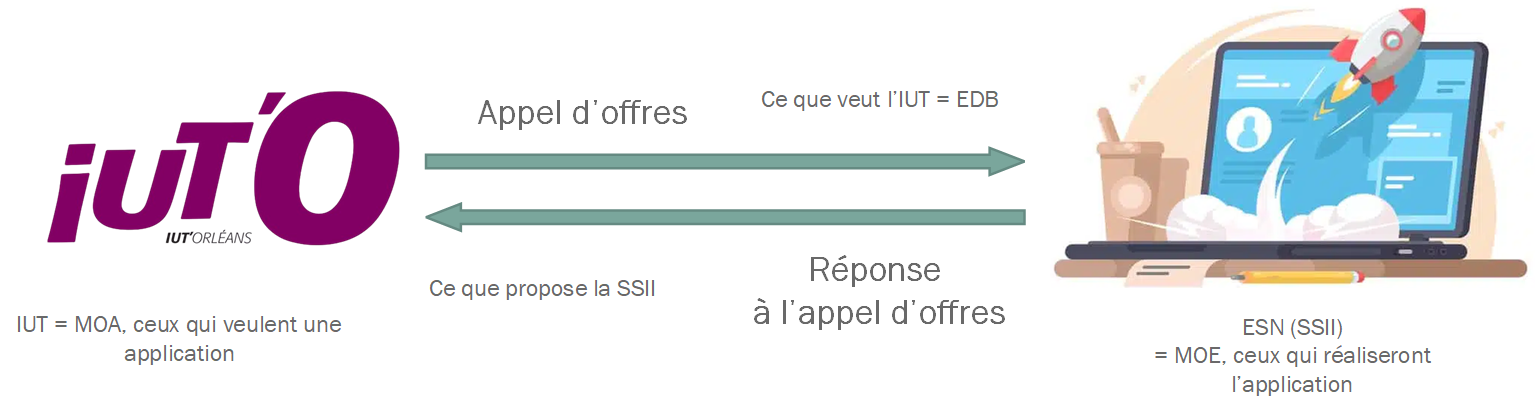 iUT'O
IUT'ORLÉANS
IUT = MOA, ceux qui veulent une
application
Appel d'offres
Ce que veut l'IUT = EDB
Ce que propose la SSII
Réponse
à l'appel d'offres
ESN (SSII)
= MOE, ceux qui réaliseront
l'application